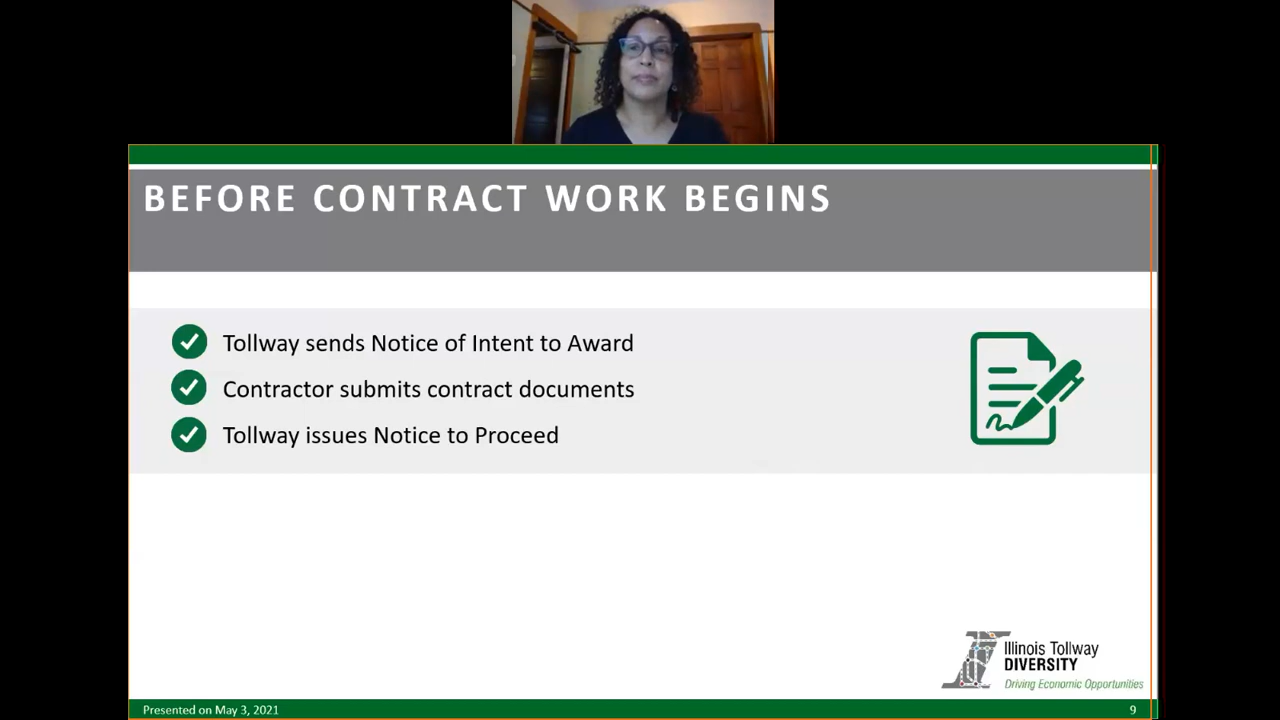 BEFORE CONTRACT WORK BEGINS
Tollway sends Notice of Intent to Award
Contractor submits contract documents
Tollway issues Notice to Proceed
Illinois Tollway
DIVERSITY
Driving Economic Opportunities
Presented on May 3, 2021
9